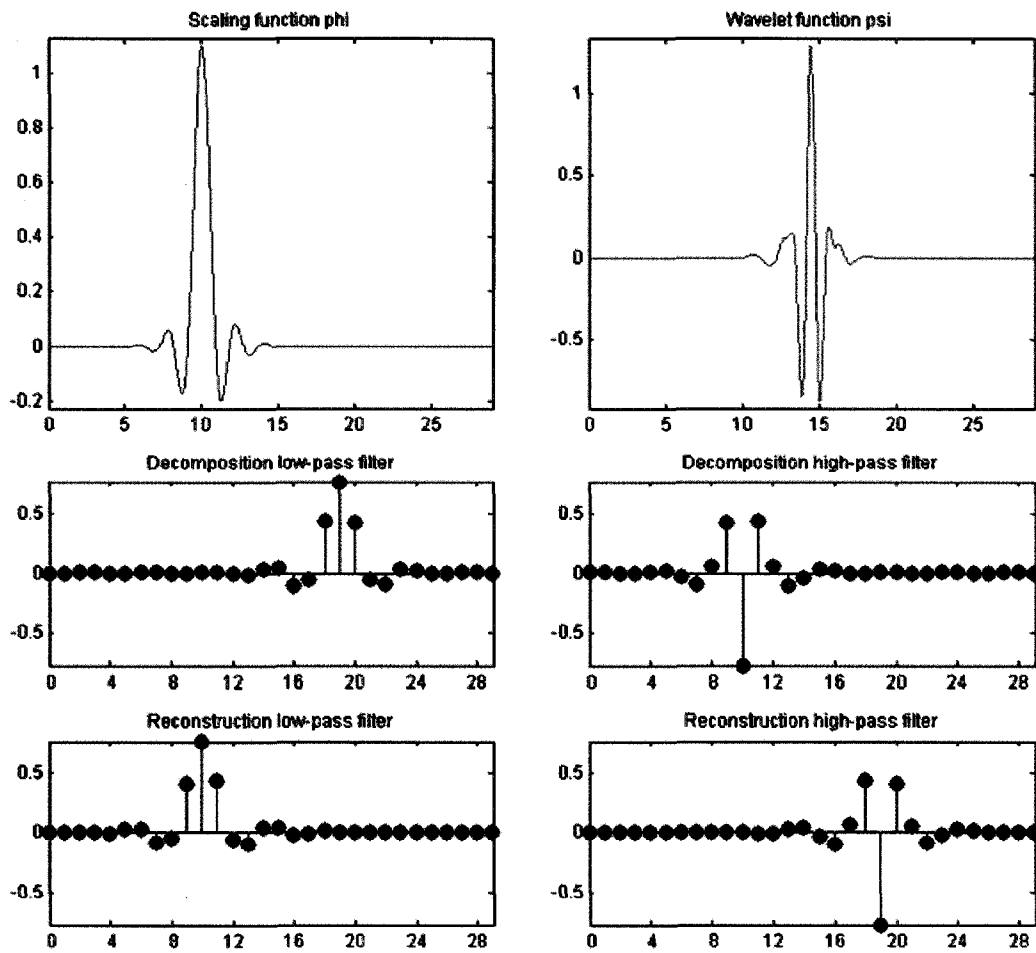 Scaling function phi
1
0.8
0.6
0.4
0.2
0
-0.2
0 5 10 15 20 25
Wavelet function psi
1
0.5
0
-0.5
0 5 10 15 20 25
Decomposition low-pass filter
0.5
0
-0.5
0 4 8 12 16 20 24 28
Decomposition high-pass filter
0.5
0
-0.5
0 4 8 12 16 20 24 28
Reconstruction low-pass filter
0.5
0
-0.5
0 4 8 12 16 20 24 28
Reconstruction high-pass filter
0.5
0
-0.5
0 4 8 12 16 20 24 28